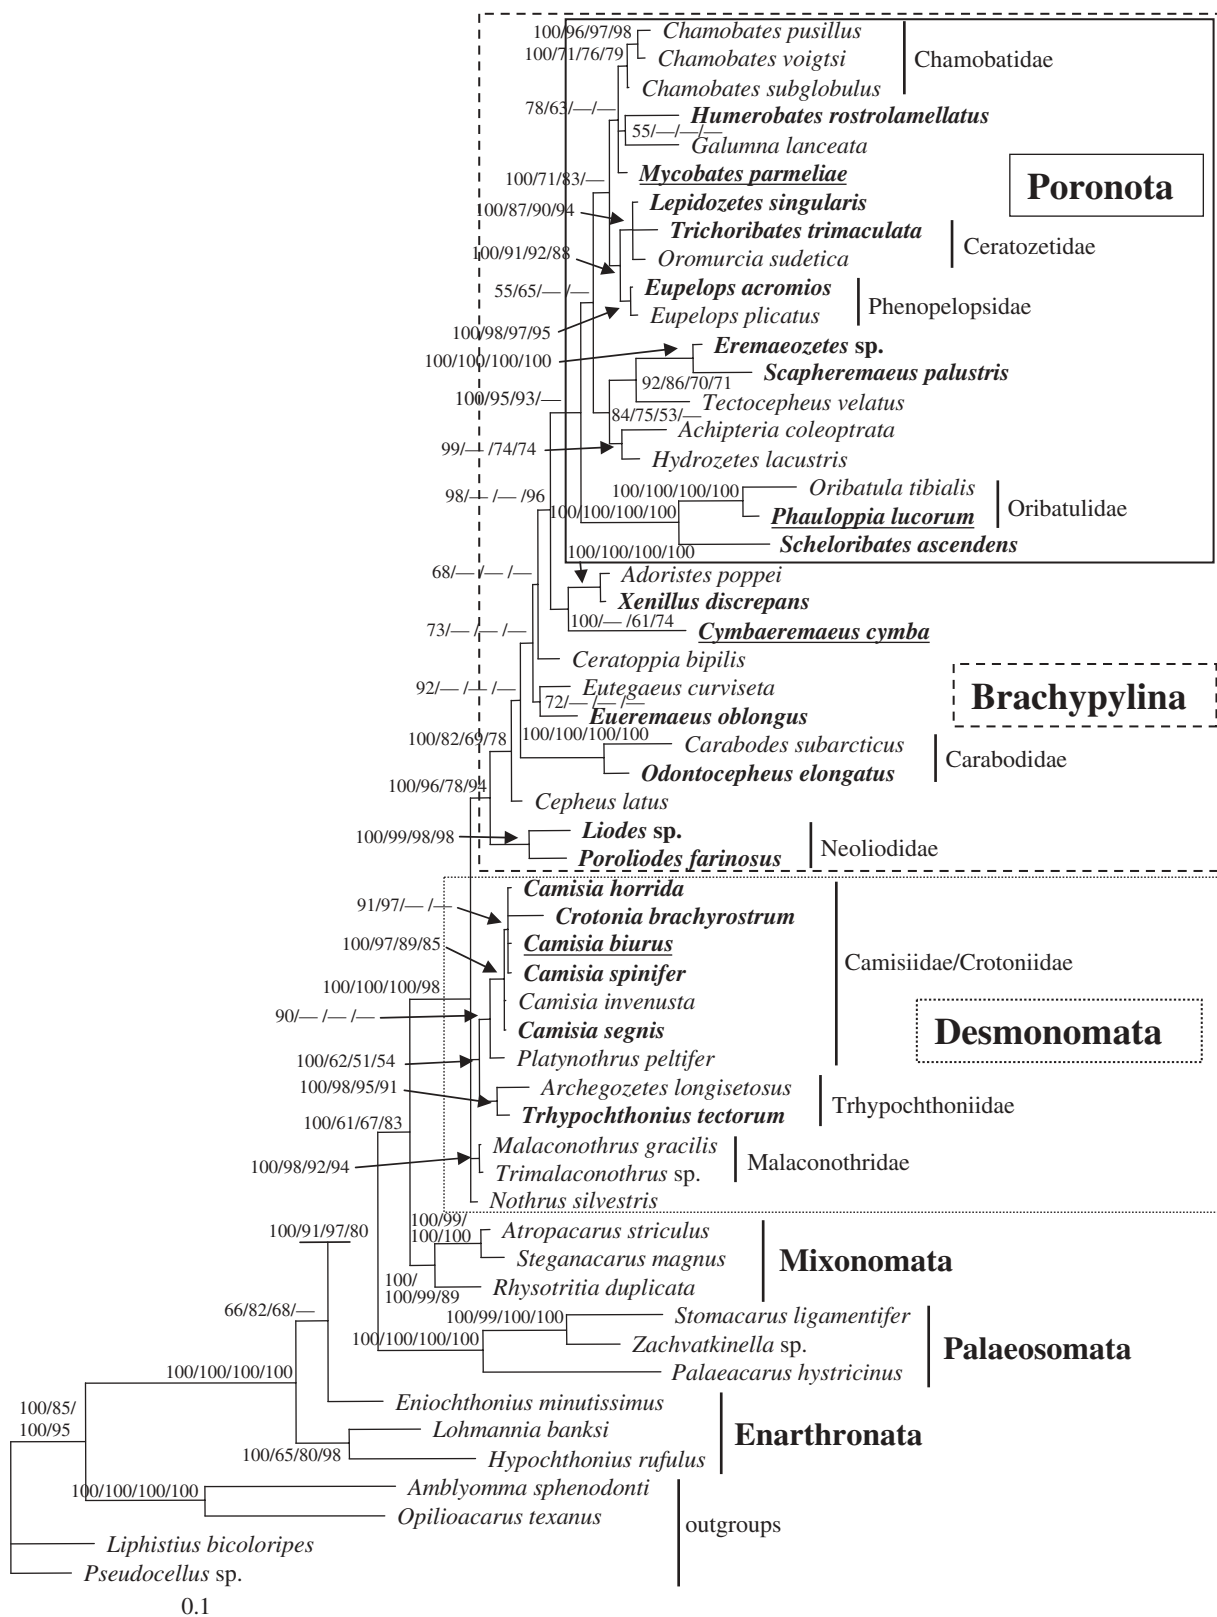 100/96/97/98
Chamobates pusillus
100/71/76/79
Chamobates voigtsi
Chamobatidae
Chamobates subglobulus
78/63/—/—
Humerobates rostrolamellatus
55/—/—/—
Galumna lanceata
Mycobates parmeliae
100/71/83/—
Poronota
100/87/90/94
Lepidozetes singularis
Trichoribates trimaculata
Ceratozetidae
100/91/92/88
Oromurcia sudetica
55/65/—/—
Eupelops acromios
Phenopelopsidae
Eupelops plicatus
100/98/97/95
Eremaeozetes sp.
100/100/100/100
Scapheremaeus palustris
92/86/70/71
100/95/93/—
Tectocepheus velatus
84/75/53/—
Achipteria coleoptrata
99/— /74/74
Hydrozetes lacustris
98/— /— /96
100/100/100/100
Oribatula tibialis
Oribatulidae
100/100/100/100
Phauloppia lucorum
Scheloribates ascendens
100/100/100/100
68/— /— /—
Adoristes poppei
Xenillus discrepans
100/— /61/74
73/— /— /—
Cymbaeremaeus cymba
Ceratoppia bipilis
92/— /— /—
Eutegaeus curviseta
72/— /— /—
Brachypylina
Eueremaeus oblongus
100/82/69/78
100/100/100/100
Carabodes subarcticus
Carabodidae
Odontocepheus elongatus
100/96/78/94
Cepheus latus
100/99/98/98
Liodes sp.
Neoliodidae
Poroliodes farinosus
Camisia horrida
91/97/— /—
Crotonia brachyrostrum
100/97/89/85
Camisia biurus
Camisiidae/Crotoniidae
Camisia spinifer
100/100/100/98
Camisia invenusta
90/— /— /—
Camisia segnis
Desmonomata
100/62/51/54
Platynothrus peltifer
100/98/95/91
Archegozetes longisetosus
Trhypochthoniidae
Trhypochthonius tectorum
100/61/67/83
Malaconothrus gracilis
100/98/92/94
Malaconothridae
Trimalaconothrus sp.
Nothrus silvestris
100/91/97/80
100/99/
100/100
Atropacarus striculus
Steganacarus magnus
Mixonomata
100/
100/99/89
Rhysotritia duplicata
66/82/68/—
100/99/100/100
Stomacarus ligamentifer
100/100/100/100
Zachvatkinella sp.
Palaeosomata
100/100/100/100
Palaeacarus hystricinus
Eniochthonius minutissimus
100/85/
100/95
Lohmannia banksi
Enarthronata
100/65/80/98
Hypochthonius rufulus
100/100/100/100
Amblyomma sphenodonti
Opilioacarus texanus
outgroups
Liphistius bicoloripes
Pseudocellus sp.
0.1